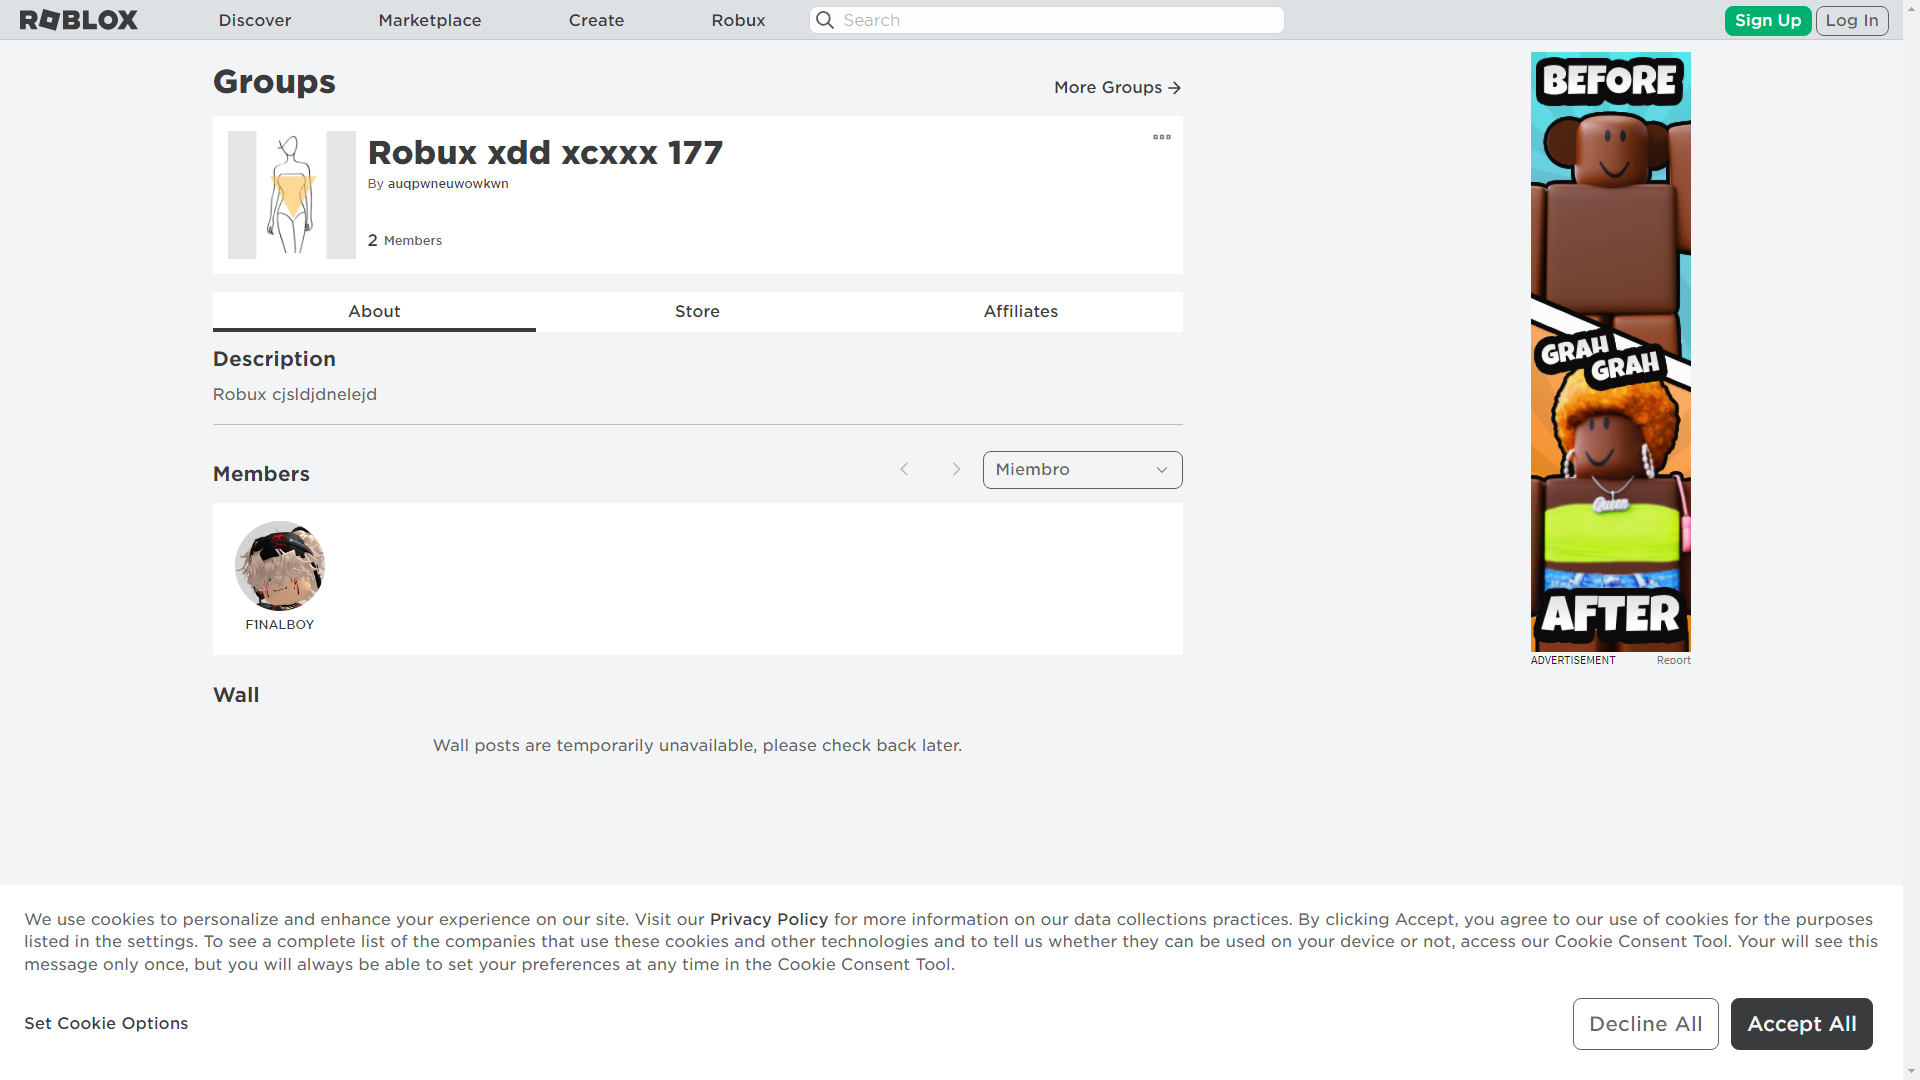 ROBLOX
Discover
Marketplace
Create
Robux
Search
Sign Up
Log In
Groups
More Groups
Robux xdd xcxxx 177
By auqpwneuwowkwn
2 Members
About
Store
Affiliates
Description
Robux cjsldjdnelejd
Members
Miembro
F1NALBOY
Wall
Wall posts are temporarily unavailable, please check back later.
BEFORE
GRAH
GRAH
Queen
AFTER
ADVERTISEMENT
Report
We use cookies to personalize and enhance your experience on our site. Visit our Privacy Policy for more information on our data collections practices. By clicking Accept, you agree to our use of cookies for the purposes
listed in the settings. To see a complete list of the companies that use these cookies and other technologies and to tell us whether they can be used on your device or not, access our Cookie Consent Tool. Your will see this
message only once, but you will always be able to set your preferences at any time in the Cookie Consent Tool.
Set Cookie Options
Decline All
Accept All